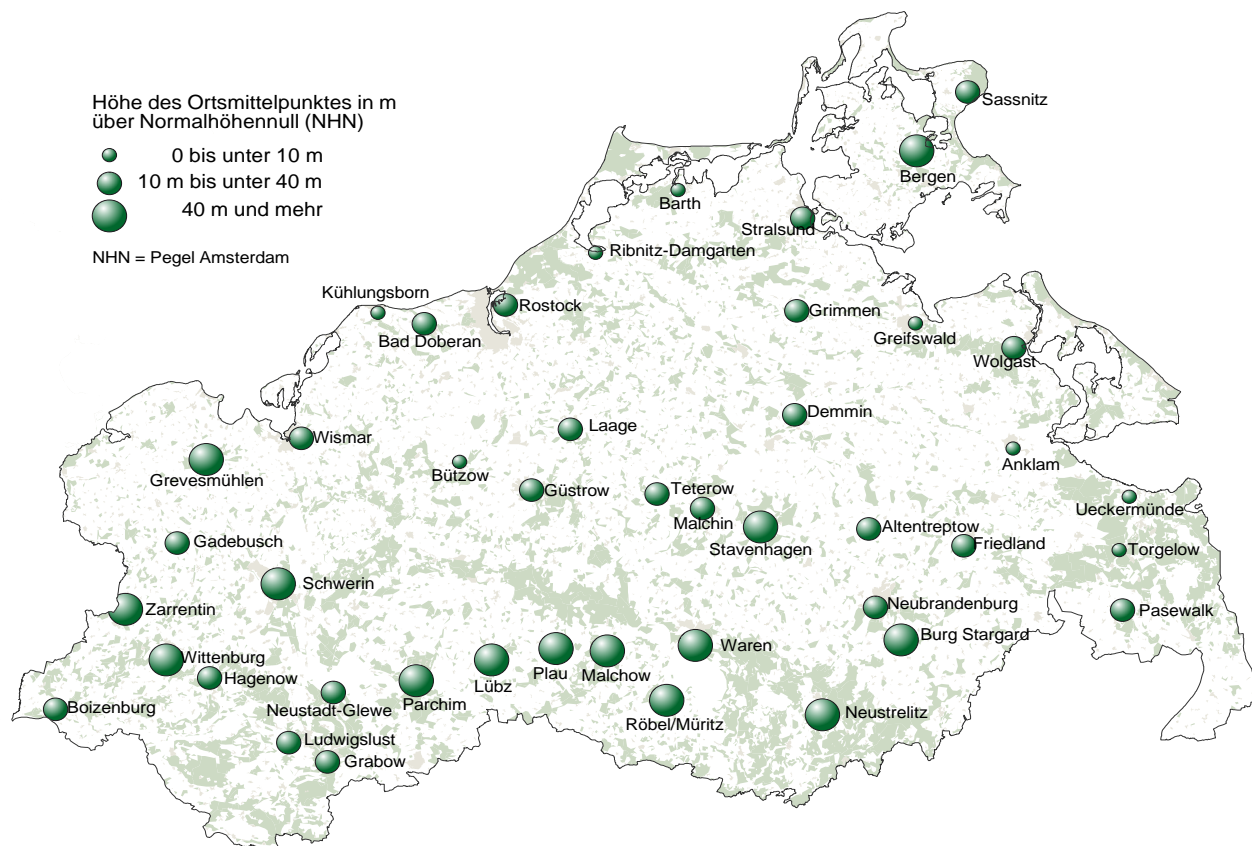 Höhe des Ortsmittelpunktes in m
über Normalhöhennull (NHN)
0 bis unter 10 m
10 m bis unter 40 m
40 m und mehr
NHN = Pegel Amsterdam
Sassnitz
Bergen
Barth
Stralsund
Ribnitz-Damgarten
Kühlungsborn
Rostock
Bad Doberan
Grimmen
Greifswald
Wolgast
Demmin
Laage
Wismar
Anklam
Bützow
Grevesmühlen
Güstrow
Teterow
Malchin
Ueckermünde
Altentreptow
Stavenhagen
Friedland
Torgelow
Gadebusch
Schwerin
Zarrentin
Neubrandenburg
Pasewalk
Burg Stargard
Waren
Wittenburg
Hagenow
Plau
Malchow
Lübz
Parchim
Neustadt-Glewe
Boizenburg
Röbel/Müritz
Neustrelitz
Ludwigslust
Grabow